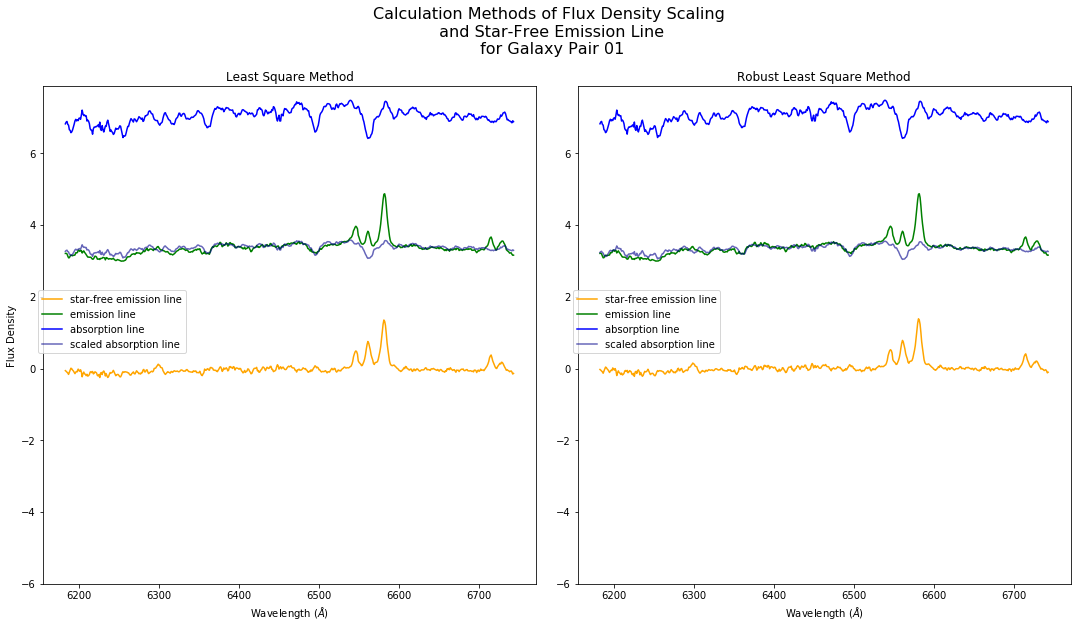 Calculation Methods of Flux Density Scaling
and Star-Free Emission Line
for Galaxy Pair 01
Least Square Method
6
4
2
0
−2
−4
−6
Flux Density
star-free emission line
emission line
absorption line
scaled absorption line
6200 6300 6400 6500 6600 6700
Wavelength (Å)
Robust Least Square Method
6
4
2
0
−2
−4
−6
star-free emission line
emission line
absorption line
scaled absorption line
6200 6300 6400 6500 6600 6700
Wavelength (Å)